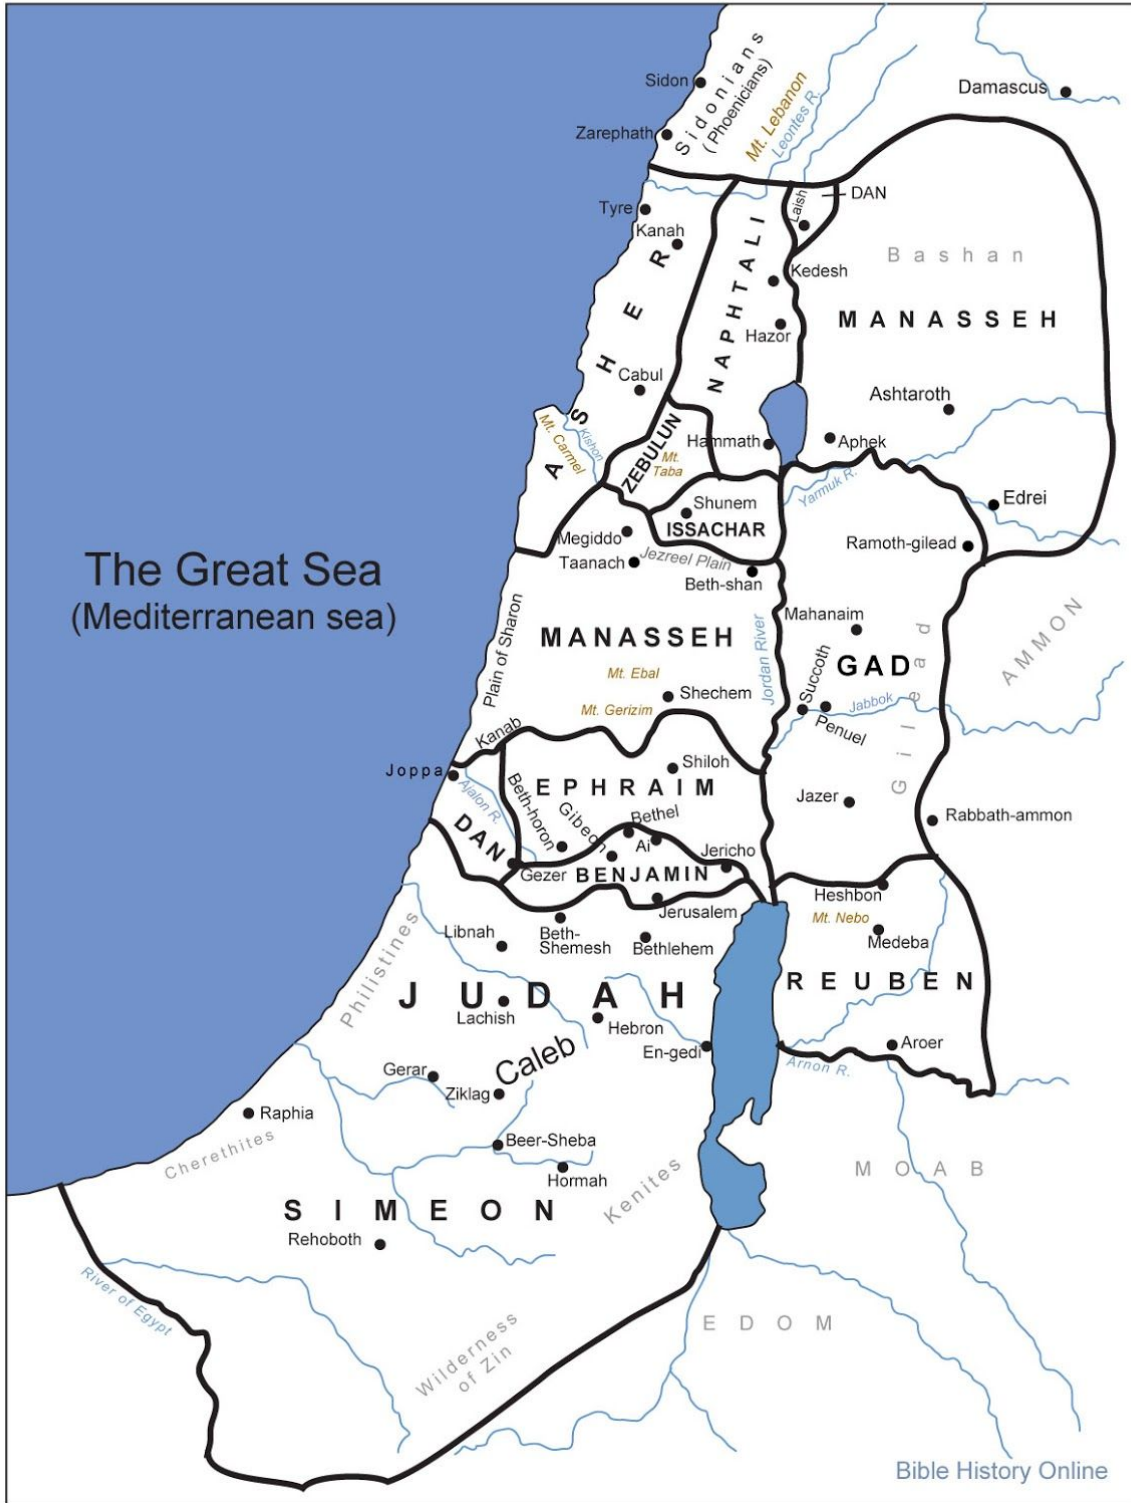 Sidon
Sidonians
(Phoenicians)
Mt. Lebanon
Leontes R.
Damascus
Zarephath
DAN
Laish
Tyre
Kanah
Kedesh
Bashan
ASHER
NAPHTALI
MANASSEH
Hazor
Cabul
Ashtaroth
Mt. Carmel
Kishon
ZEBULUN
Mt.
Taba
Hammath
Aphek
Yarmuk R.
Edrei
Shunem
ISSACHAR
Megiddo
Taanach
Jezreel Plain
Beth-shan
Ramoth-gilead
The Great Sea
(Mediterranean sea)
Plain of Sharon
MANASSEH
Jordan River
Mahanaim
GAD
Gilead
AMMON
Mt. Ebal
Shechem
Mt. Gerizim
Succoth
Penuel
Jabbok
Kanab
Joppa
Ajalon R.
Shiloh
EPHRAIM
Beth-horon
Gibeon
Bethel
Ai
Jazer
Rabbath-ammon
DAN
Gezer
BENJAMIN
Jericho
Heshbon
Mt. Nebo
Medeba
Jerusalem
Libnah
Beth-
Shemesh
Bethlehem
Philistines
JUDAH
REUBEN
Lachish
Hebron
En-gedi
Aroer
Arnon R.
Caleb
Gerar
Ziklag
Raphia
Cherethites
Beer-Sheba
Hormah
Kenites
MOAB
SIMEON
Rehoboth
River of Egypt
EDOM
Wilderness
of Zin
Bible History Online